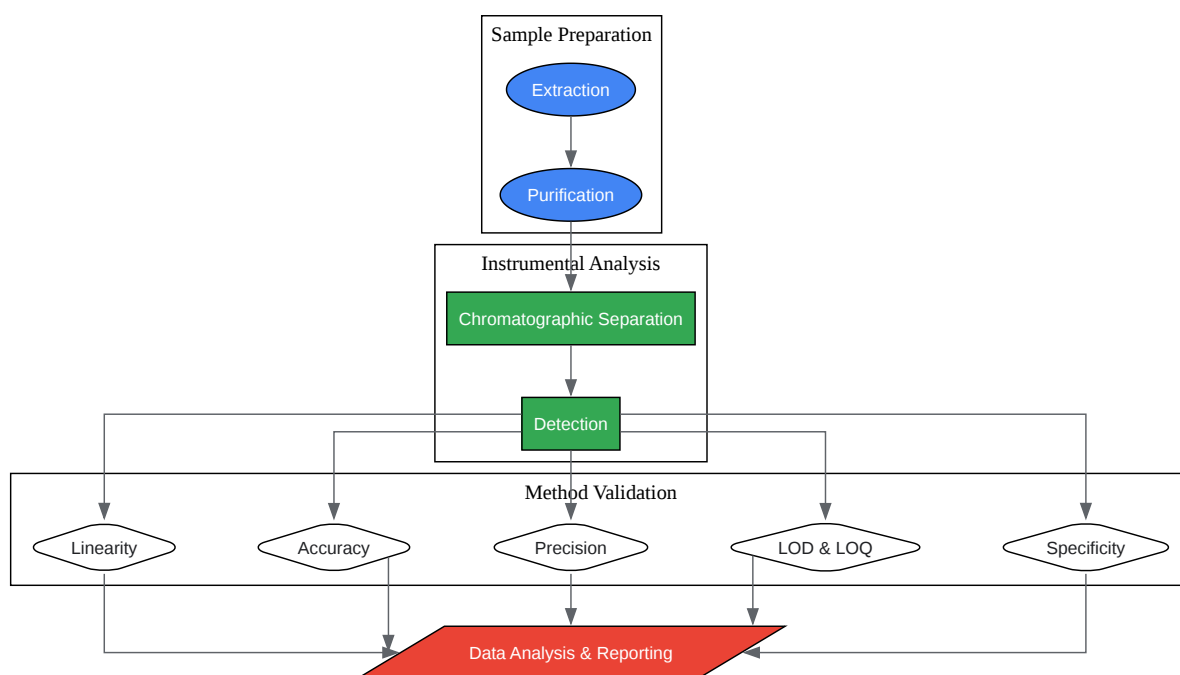 Sample Preparation
Extraction
Purification
Instrumental Analysis
Chromatographic Separation
Detection
Method Validation
Linearity
Accuracy
Precision
LOD & LOQ
Specificity
Data Analysis & Reporting